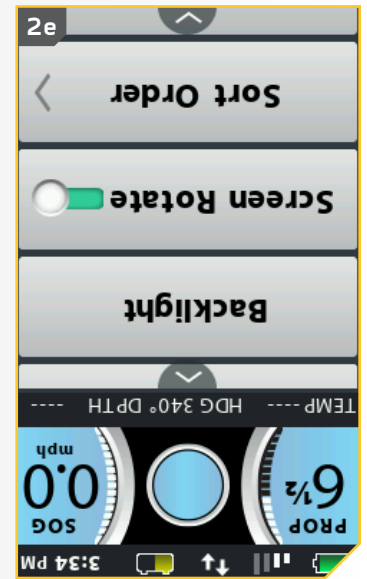 2e
3:34 PM
PROP
6½
SOG
0.0
mph
TEMP ---- HDG 340° DPTH ----
Backlight
Screen Rotate
Sort Order